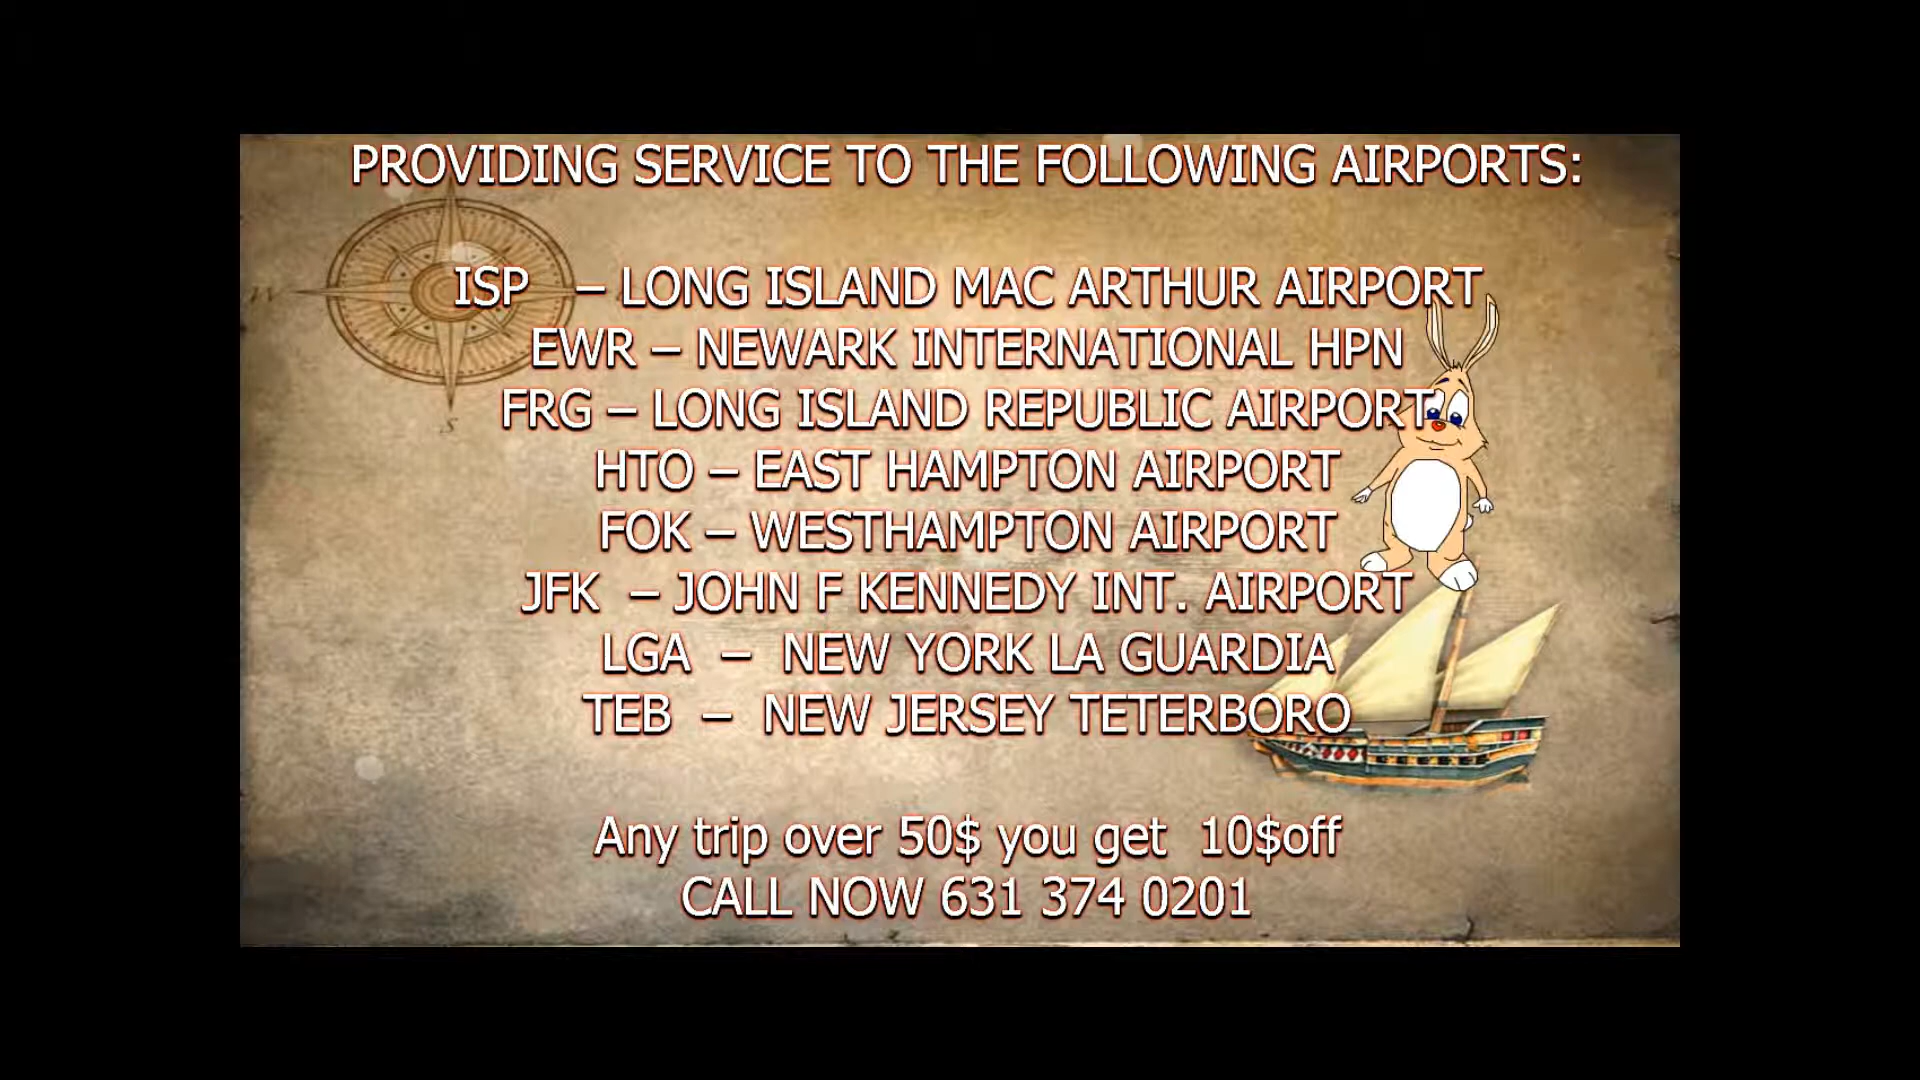 PROVIDING SERVICE TO THE FOLLOWING AIRPORTS:
ISP – LONG ISLAND MAC ARTHUR AIRPORT
EWR – NEWARK INTERNATIONAL HPN
FRG – LONG ISLAND REPUBLIC AIRPORT
HTO – EAST HAMPTON AIRPORT
FOK – WESTHAMPTON AIRPORT
JFK – JOHN F KENNEDY INT. AIRPORT
LGA – NEW YORK LA GUARDIA
TEB – NEW JERSEY TETERBORO
Any trip over 50$ you get 10$off
CALL NOW 631 374 0201
W
S